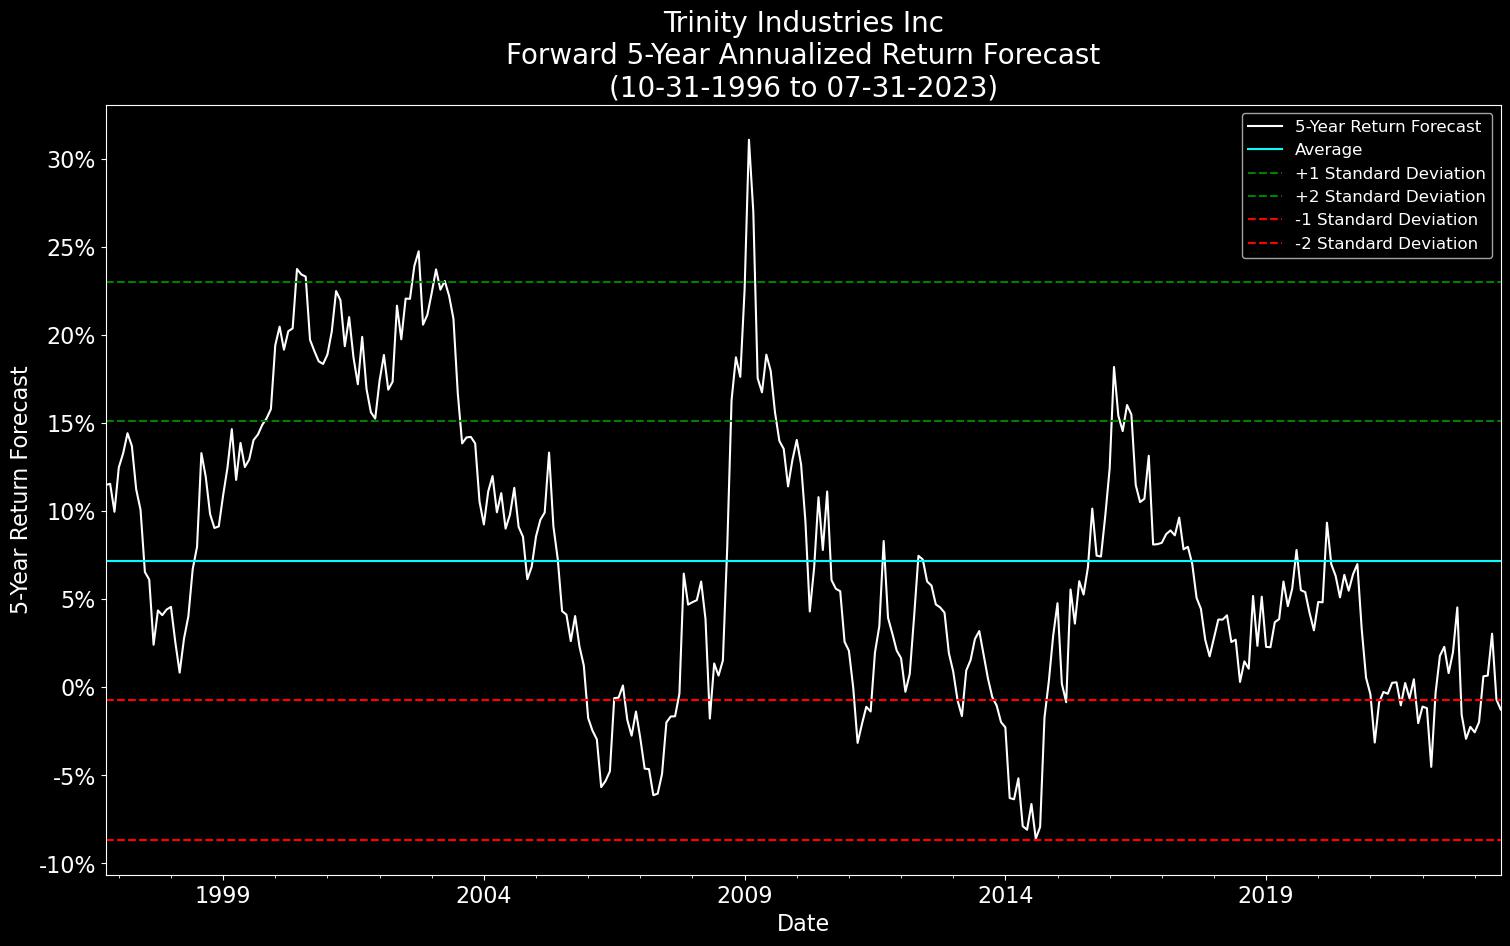 Trinity Industries Inc
Forward 5-Year Annualized Return Forecast
(10-31-1996 to 07-31-2023)
5-Year Return Forecast
Average
+1 Standard Deviation
+2 Standard Deviation
-1 Standard Deviation
-2 Standard Deviation
5-Year Return Forecast
30%
25%
20%
15%
10%
5%
0%
-5%
-10%
1999 2004 2009 2014 2019
Date